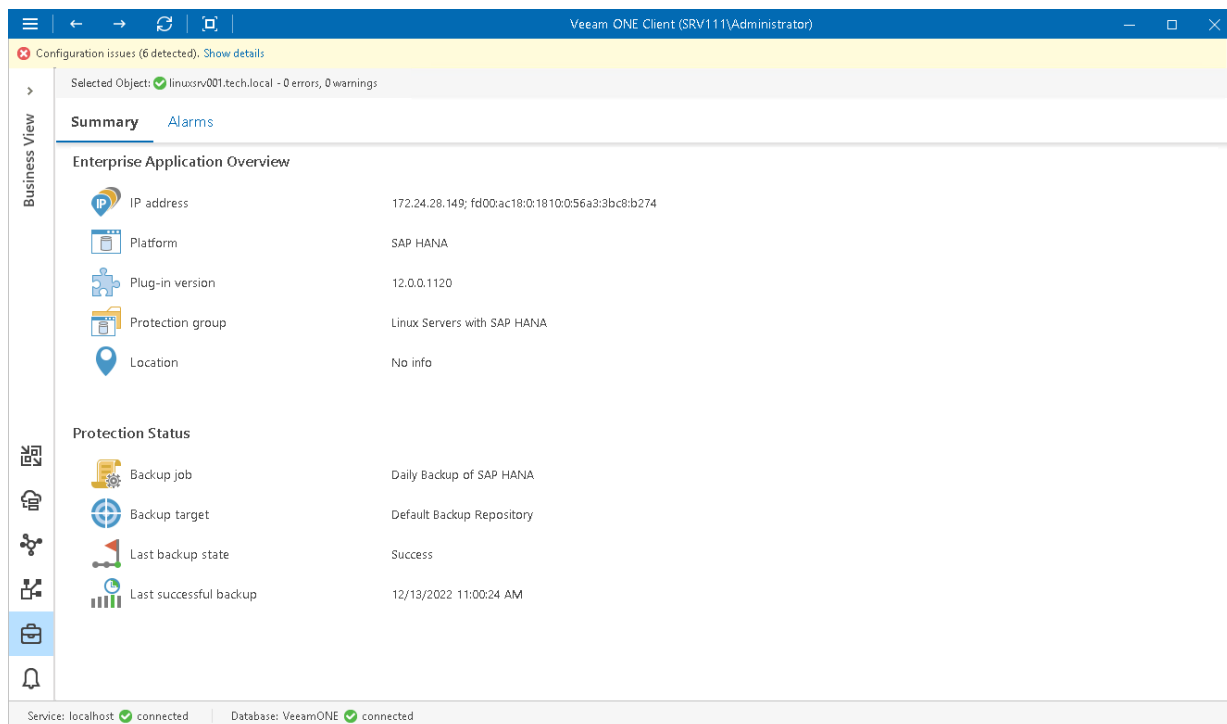 Veeam ONE Client (SRV111\Administrator)
Configuration issues (6 detected). Show details
Selected Object: linuxsrv001.tech.local - 0 errors, 0 warnings
Business View
Summary Alarms
Enterprise Application Overview
IP IP address 172.24.28.149; fd00:ac18:0:1810:0:56a3:3bc8:b274
Platform SAP HANA
Plug-in version 12.0.0.1120
Protection group Linux Servers with SAP HANA
Location No info
Protection Status
Backup job Daily Backup of SAP HANA
Backup target Default Backup Repository
Last backup state Success
Last successful backup 12/13/2022 11:00:24 AM
Service: localhost connected Database: VeeamONE connected